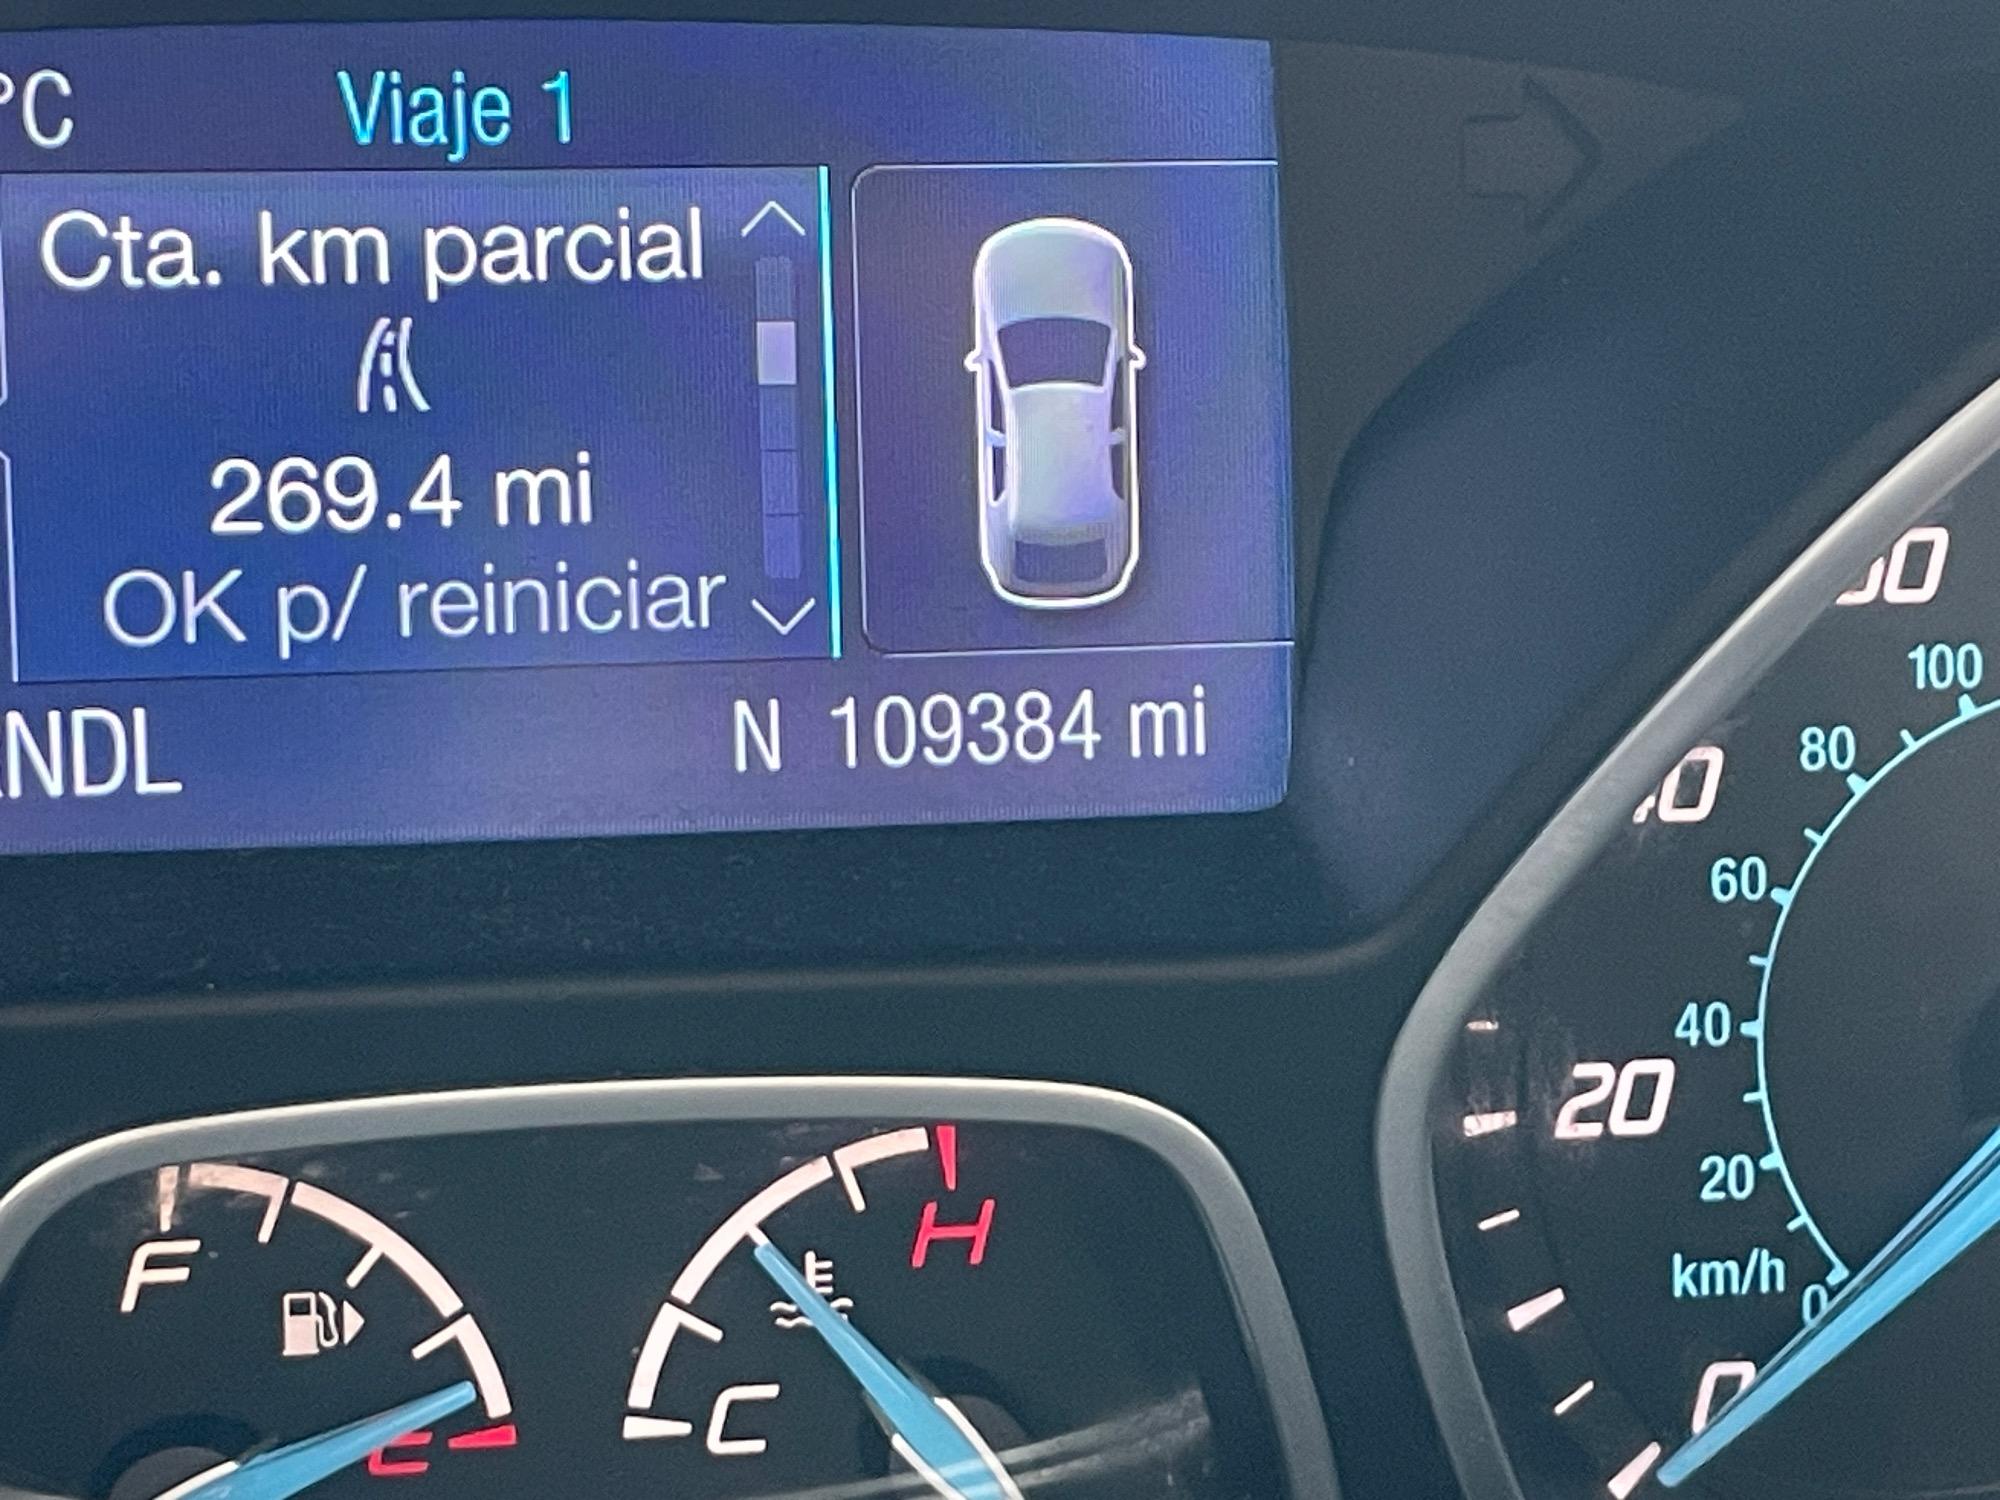 °C Viaje 1
Cta. km parcial
269.4 mi
OK p/ reiniciar
NDL N 109384 mi
100
80
60
40
20
km/h
0
20
0
F
E
C
H